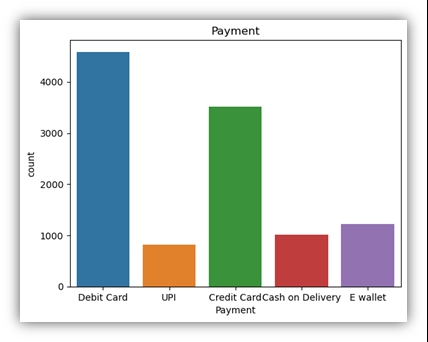 Payment
4000
3000
2000
1000
0
count
Debit Card UPI Credit Card Cash on Delivery E wallet
Payment